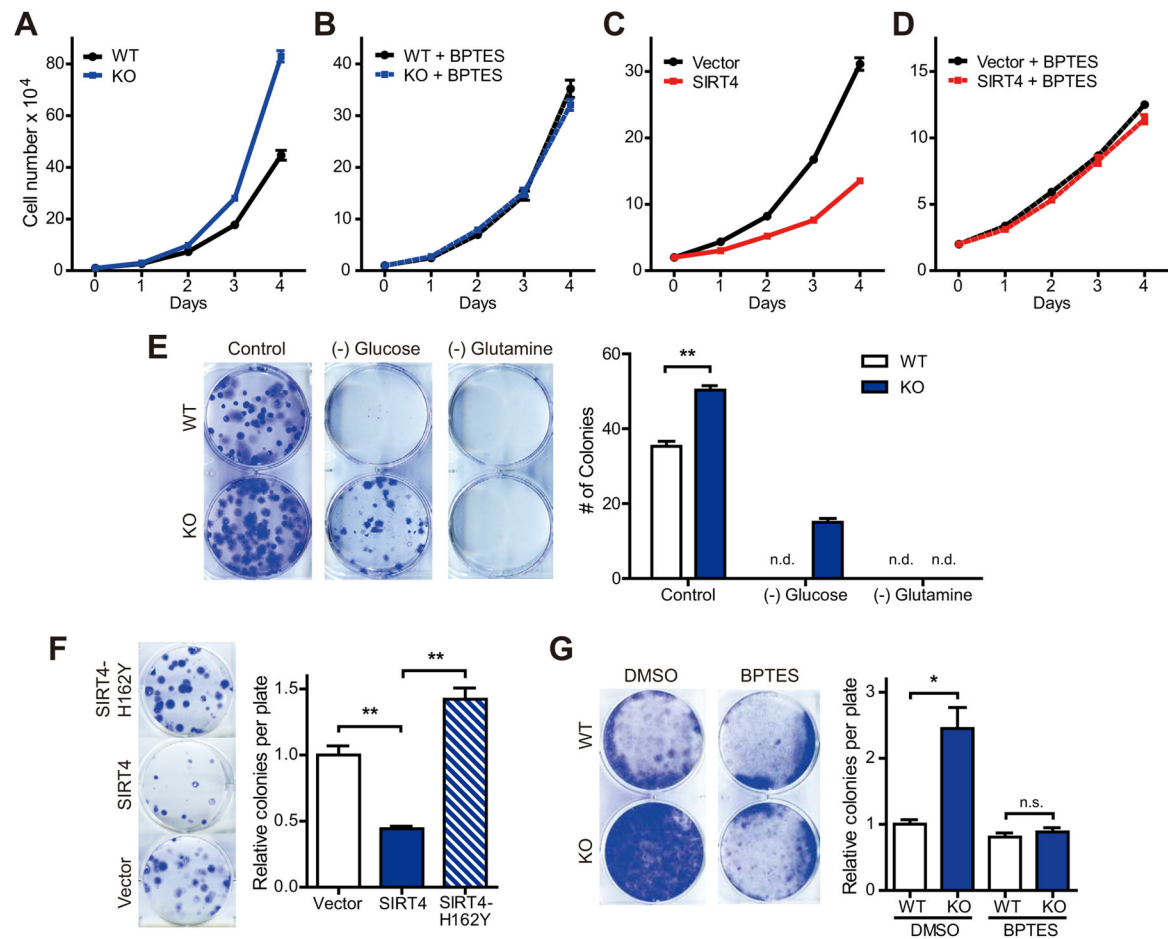 A
WT
KO
Cell number x 10⁴
80
60
40
20
0
0 1 2 3 4
Days
B
WT + BPTES
KO + BPTES
40
30
20
10
0
0 1 2 3 4
Days
C
Vector
SIRT4
30
20
10
0
0 1 2 3 4
Days
D
Vector + BPTES
SIRT4 + BPTES
15
10
5
0
0 1 2 3 4
Days
E
Control (-) Glucose (-) Glutamine
WT
KO
# of Colonies
60
40
20
0
**
WT
KO
n.d.
n.d. n.d.
Control (-) Glucose (-) Glutamine
F
SIRT4-
H162Y
SIRT4
Vector
Relative colonies per plate
1.5
1.0
0.5
0.0
**
**
Vector SIRT4 SIRT4-
H162Y
G
DMSO BPTES
WT
KO
Relative colonies per plate
3
2
1
0
*
n.s.
WT KO WT KO
DMSO BPTES